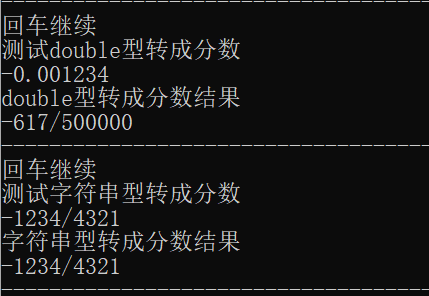 回车继续
测试double型转成分数
-0.001234
double型转成分数结果
-617/500000
回车继续
测试字符串型转成分数
-1234/4321
字符串型转成分数结果
-1234/4321